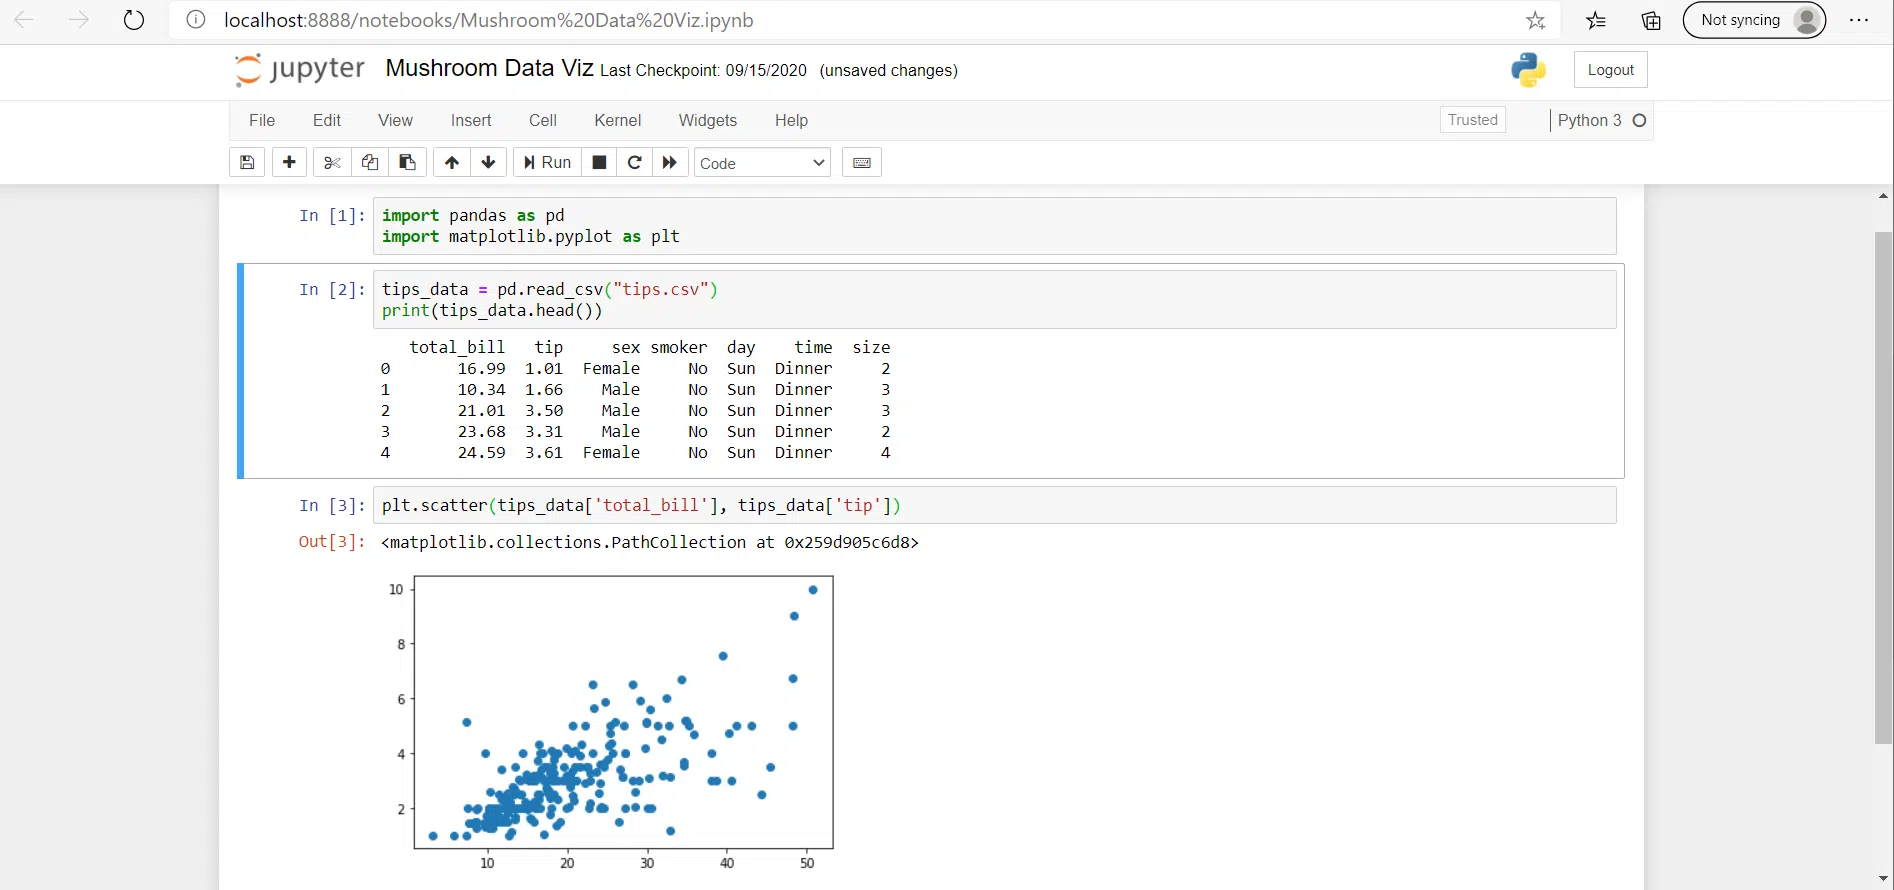 localhost:8888/notebooks/Mushroom%20Data%20Viz.ipynb Not syncing
jupyter Mushroom Data Viz Last Checkpoint: 09/15/2020 (unsaved changes) Logout
File Edit View Insert Cell Kernel Widgets Help Trusted Python 3
Run Code
In [1]: import pandas as pd
import matplotlib.pyplot as plt
In [2]: tips_data = pd.read_csv("tips.csv")
print(tips_data.head())
total_bill tip sex smoker day time size
0 16.99 1.01 Female No Sun Dinner 2
1 10.34 1.66 Male No Sun Dinner 3
2 21.01 3.50 Male No Sun Dinner 3
3 23.68 3.31 Male No Sun Dinner 2
4 24.59 3.61 Female No Sun Dinner 4
In [3]: plt.scatter(tips_data['total_bill'], tips_data['tip'])
Out[3]: <matplotlib.collections.PathCollection at 0x259d905c6d8>
10
8
6
4
2
10 20 30 40 50